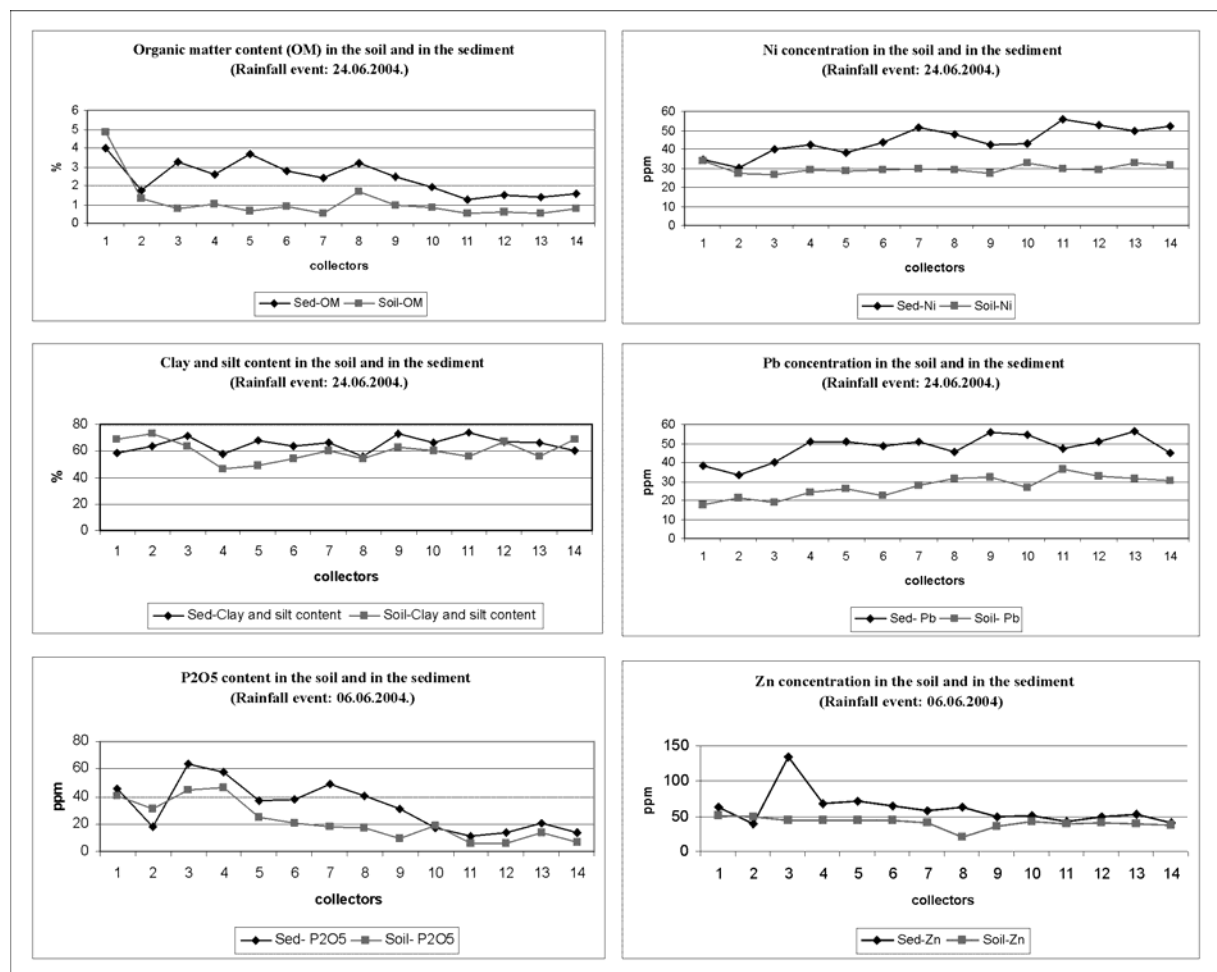 Organic matter content (OM) in the soil and in the sediment
(Rainfall event: 24.06.2004.)
6
5
4
3
2
1
0
%
1 2 3 4 5 6 7 8 9 10 11 12 13 14
collectors
Sed-OM Soil-OM
Ni concentration in the soil and in the sediment
(Rainfall event: 24.06.2004.)
60
50
40
30
20
10
0
ppm
1 2 3 4 5 6 7 8 9 10 11 12 13 14
collectors
Sed-Ni Soil-Ni
Clay and silt content in the soil and in the sediment
(Rainfall event: 24.06.2004.)
80
60
40
20
0
%
1 2 3 4 5 6 7 8 9 10 11 12 13 14
collectors
Sed-Clay and silt content Soil-Clay and silt content
Pb concentration in the soil and in the sediment
(Rainfall event: 24.06.2004.)
60
50
40
30
20
10
0
ppm
1 2 3 4 5 6 7 8 9 10 11 12 13 14
collectors
Sed- Pb Soil- Pb
P2O5 content in the soil and in the sediment
(Rainfall event: 06.06.2004.)
80
60
40
20
0
ppm
1 2 3 4 5 6 7 8 9 10 11 12 13 14
collectors
Sed- P2O5 Soil- P2O5
Zn concentration in the soil and in the sediment
(Rainfall event: 06.06.2004)
150
100
50
0
ppm
1 2 3 4 5 6 7 8 9 10 11 12 13 14
collectors
Sed-Zn Soil-Zn